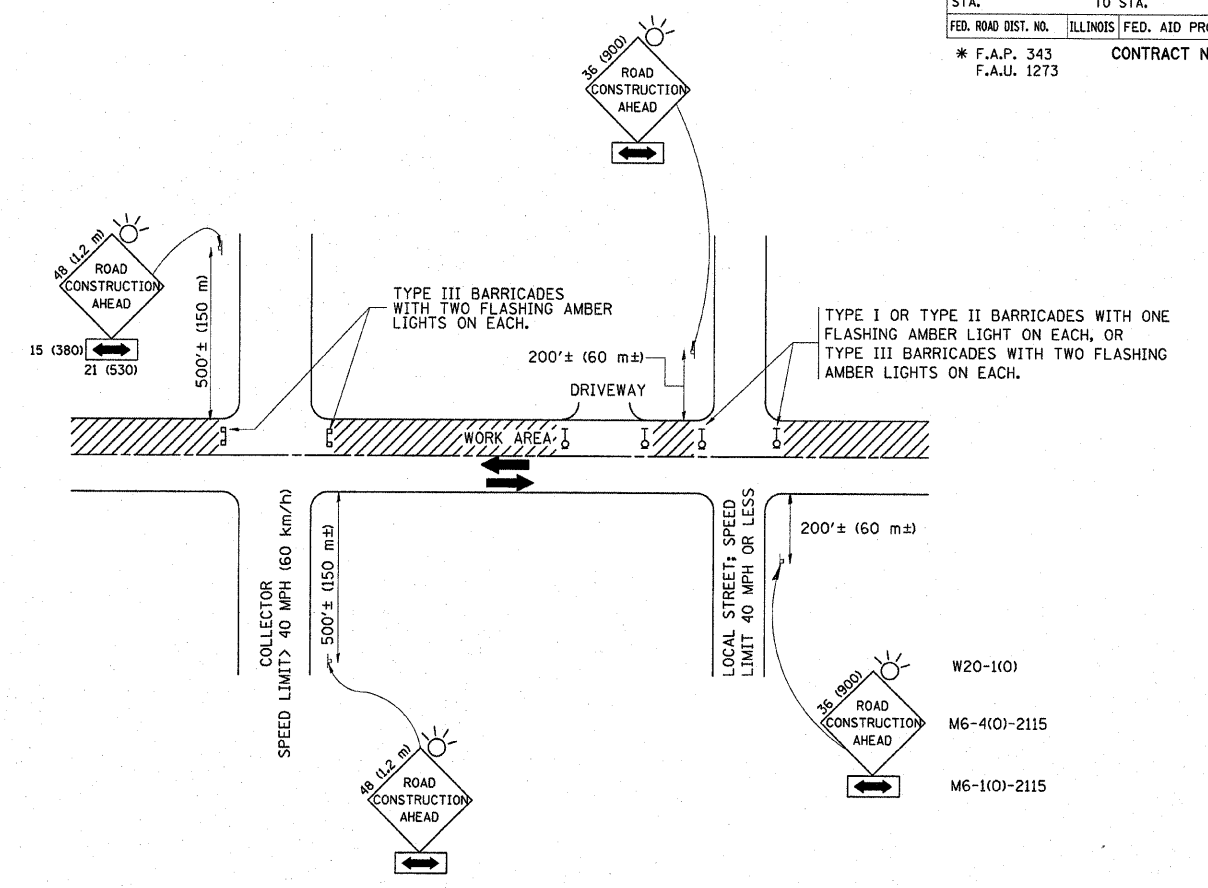 STA. TO STA.
FED. ROAD DIST. NO. ILLINOIS FED. AID PRO
* F.A.P. 343 CONTRACT N
F.A.U. 1273
36 (900)
ROAD
CONSTRUCTION
AHEAD
48 (1.2 m)
ROAD
CONSTRUCTION
AHEAD
15 (380)
21 (530)
500'± (150 m)
TYPE III BARRICADES
WITH TWO FLASHING AMBER
LIGHTS ON EACH.
200'± (60 m±)
DRIVEWAY
TYPE I OR TYPE II BARRICADES WITH ONE
FLASHING AMBER LIGHT ON EACH, OR
TYPE III BARRICADES WITH TWO FLASHING
AMBER LIGHTS ON EACH.
WORK AREA
COLLECTOR
SPEED LIMIT> 40 MPH (60 km/h)
500'± (150 m±)
LOCAL STREET; SPEED
LIMIT 40 MPH OR LESS
200'± (60 m±)
48 (1.2 m)
ROAD
CONSTRUCTION
AHEAD
36 (900)
ROAD
CONSTRUCTION
AHEAD
W20-1(O)
M6-4(O)-2115
M6-1(O)-2115